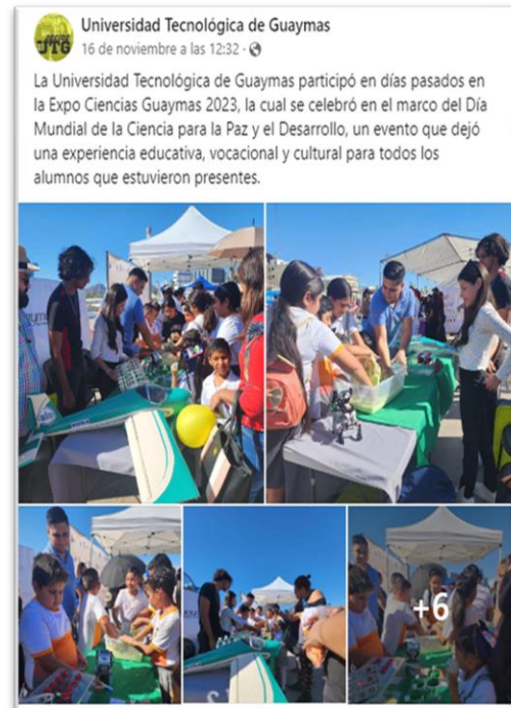 UTG
Universidad Tecnológica de Guaymas
16 de noviembre a las 12:32 ·
La Universidad Tecnológica de Guaymas participó en días pasados en
la Expo Ciencias Guaymas 2023, la cual se celebró en el marco del Día
Mundial de la Ciencia para la Paz y el Desarrollo, un evento que dejó
una experiencia educativa, vocacional y cultural para todos los
alumnos que estuvieron presentes.
+6